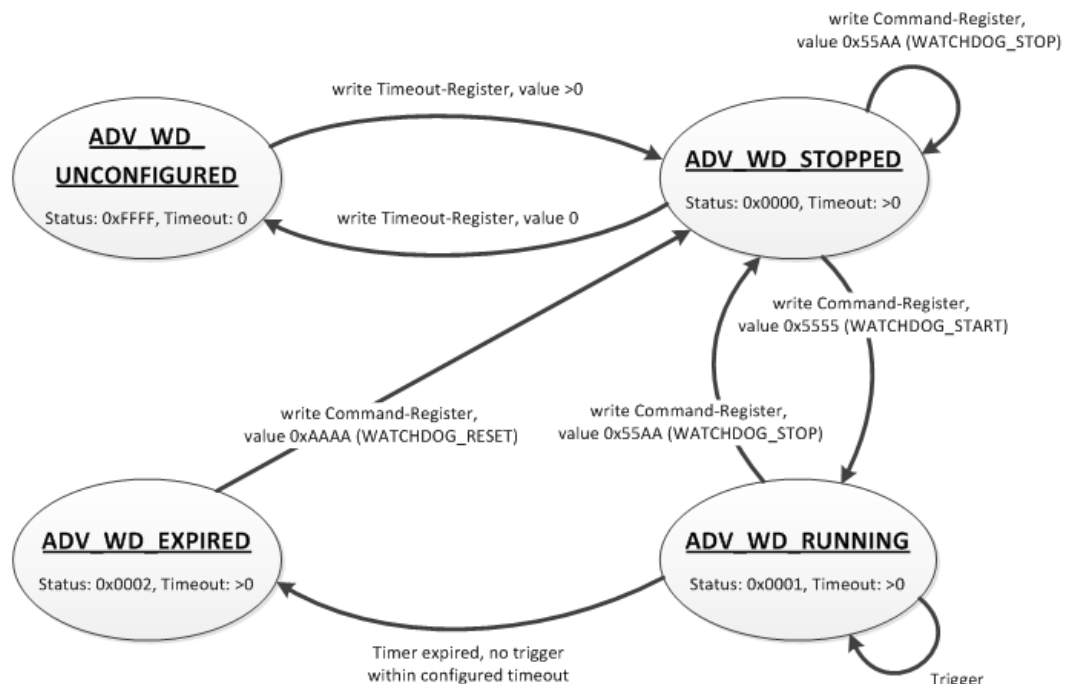 write Command-Register,
value 0x55AA (WATCHDOG_STOP)
write Timeout-Register, value >0
ADV_WD_
UNCONFIGURED
Status: 0xFFFF, Timeout: 0
ADV_WD_STOPPED
Status: 0x0000, Timeout: >0
write Timeout-Register, value 0
write Command-Register,
value 0x5555 (WATCHDOG_START)
write Command-Register,
value 0xAAAA (WATCHDOG_RESET)
write Command-Register,
value 0x55AA (WATCHDOG_STOP)
ADV_WD_EXPIRED
Status: 0x0002, Timeout: >0
ADV_WD_RUNNING
Status: 0x0001, Timeout: >0
Timer expired, no trigger
within configured timeout
Trigger